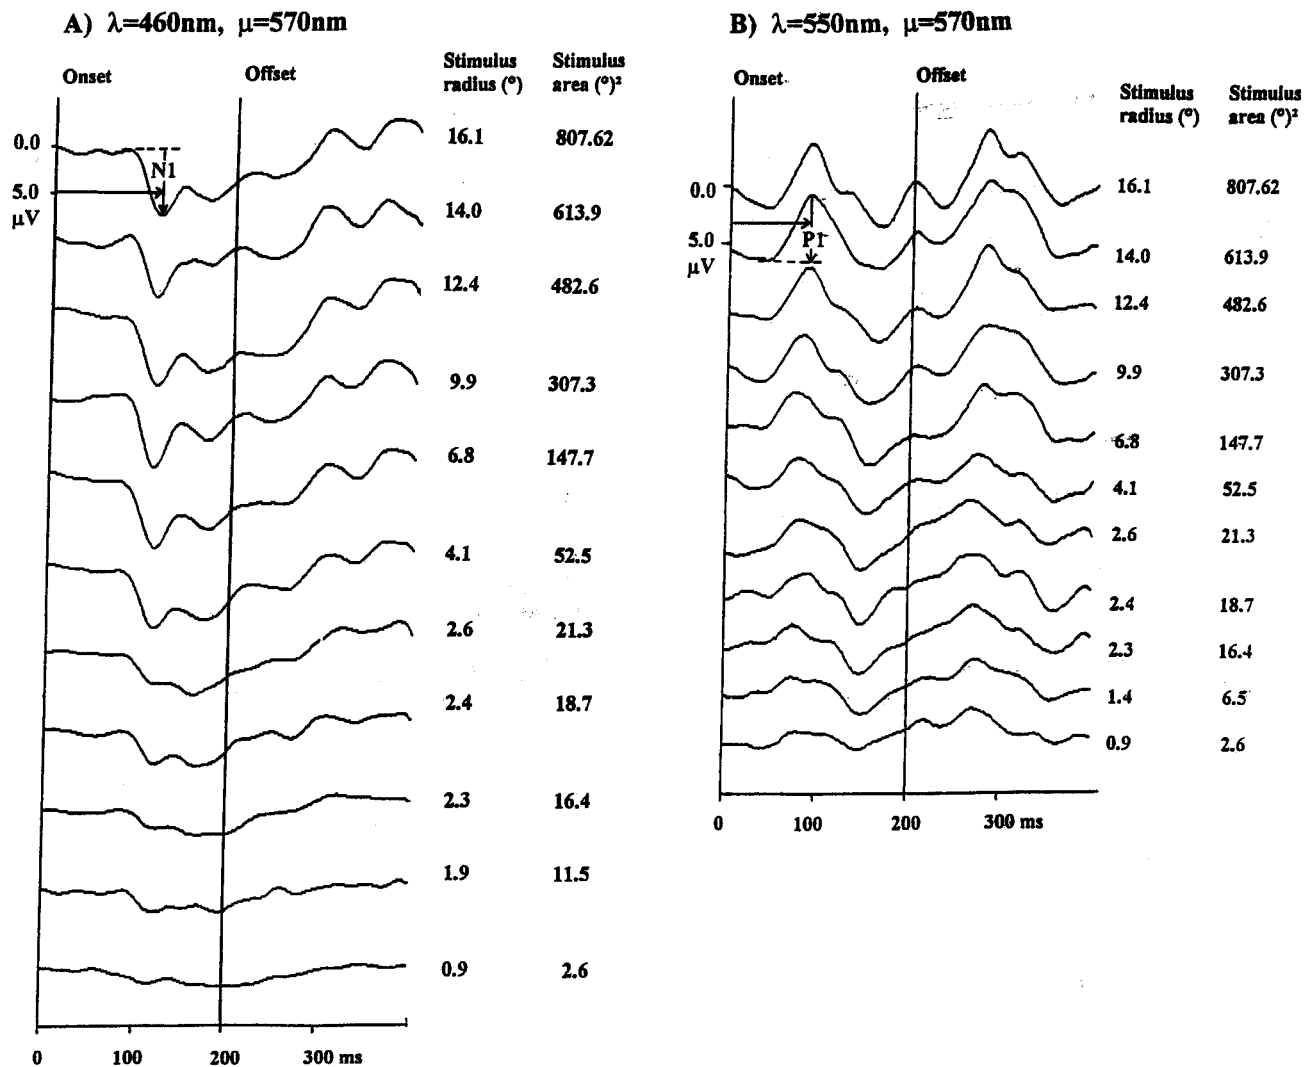 A) λ=460nm, μ=570nm
Onset
Offset
Stimulus radius (°)
Stimulus area (°)²
0.0
5.0
μV
N1
16.1 807.62
14.0 613.9
12.4 482.6
9.9 307.3
6.8 147.7
4.1 52.5
2.6 21.3
2.4 18.7
2.3 16.4
1.9 11.5
0.9 2.6
0 100 200 300 ms
B) λ=550nm, μ=570nm
Onset
Offset
Stimulus radius (°)
Stimulus area (°)²
0.0
5.0
μV
P1
16.1 807.62
14.0 613.9
12.4 482.6
9.9 307.3
6.8 147.7
4.1 52.5
2.6 21.3
2.4 18.7
2.3 16.4
1.4 6.5
0.9 2.6
0 100 200 300 ms